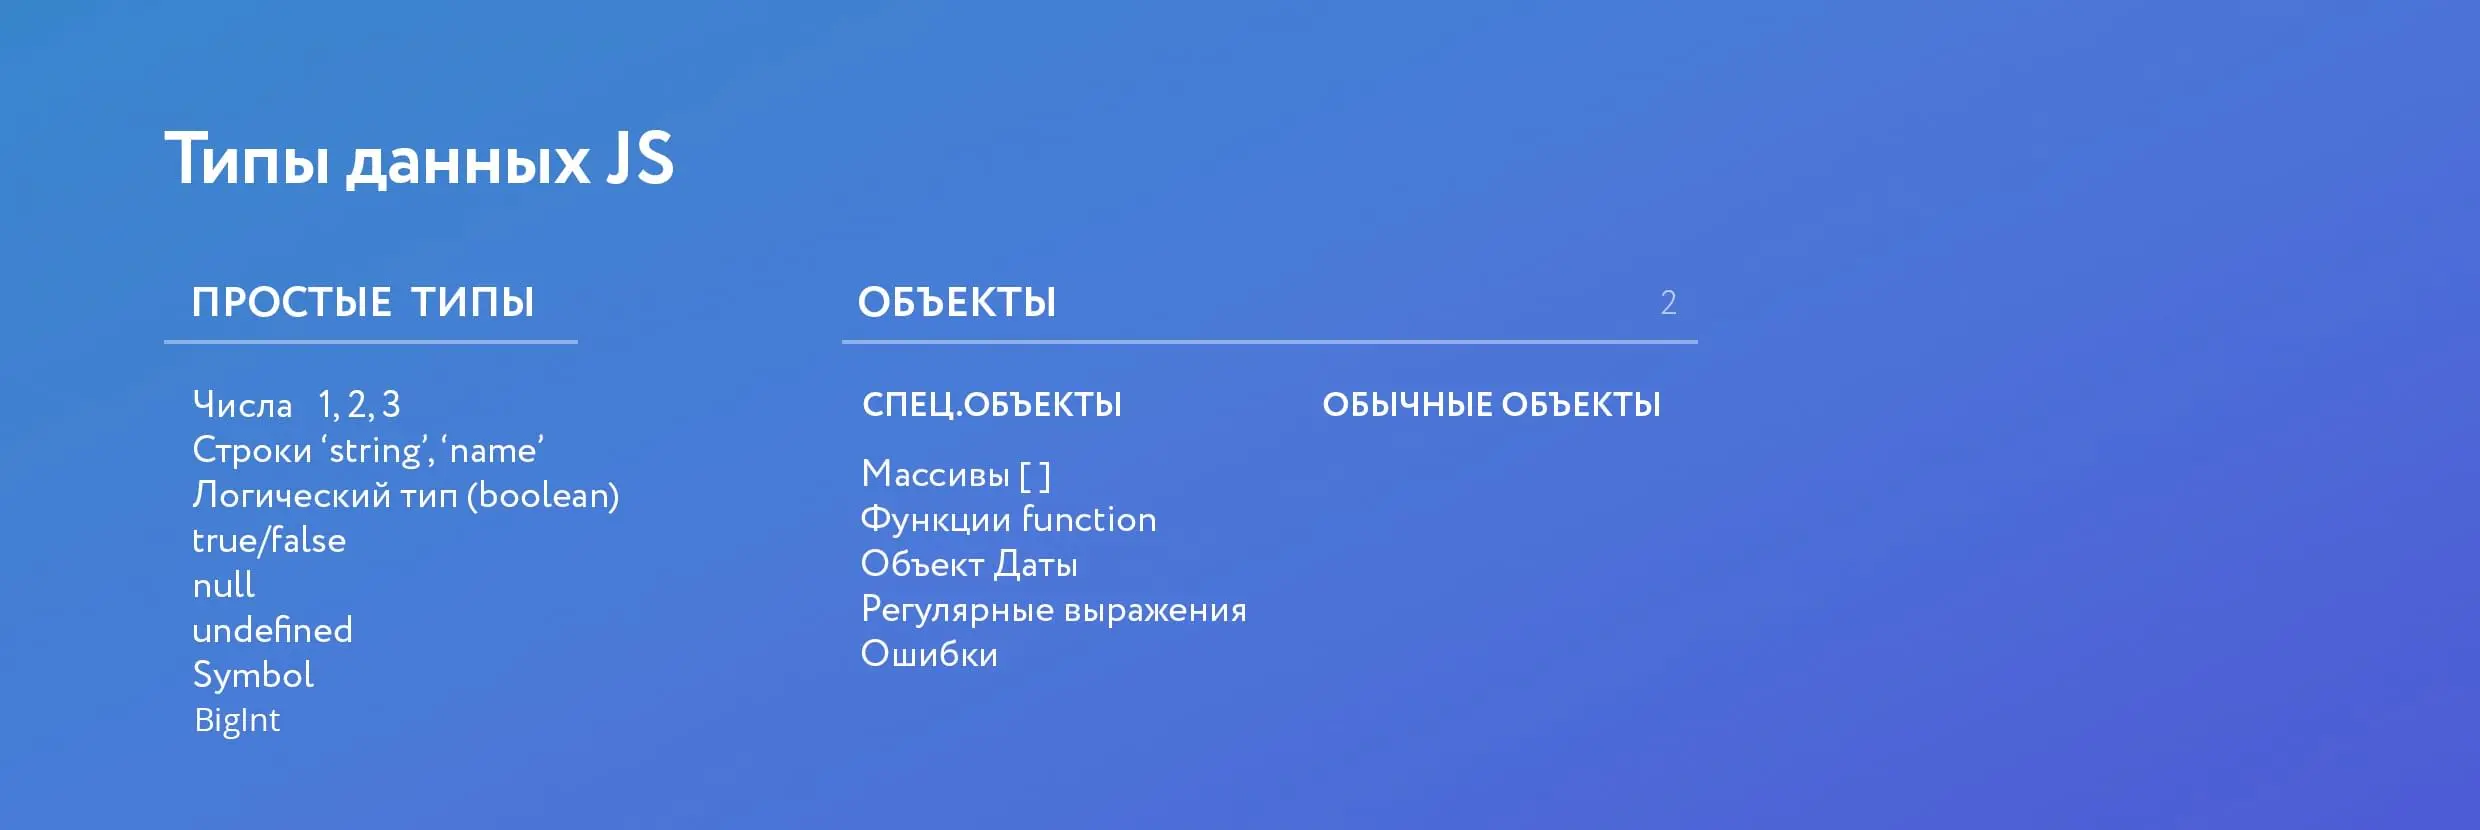 Типы данных JS
ПРОСТЫЕ ТИПЫ
Числа 1, 2, 3
Строки ‘string’, ‘name’
Логический тип (boolean)
true/false
null
undefined
Symbol
BigInt
ОБЪЕКТЫ
2
СПЕЦ.ОБЪЕКТЫ
Массивы [ ]
Функции function
Объект Даты
Регулярные выражения
Ошибки
ОБЫЧНЫЕ ОБЪЕКТЫ